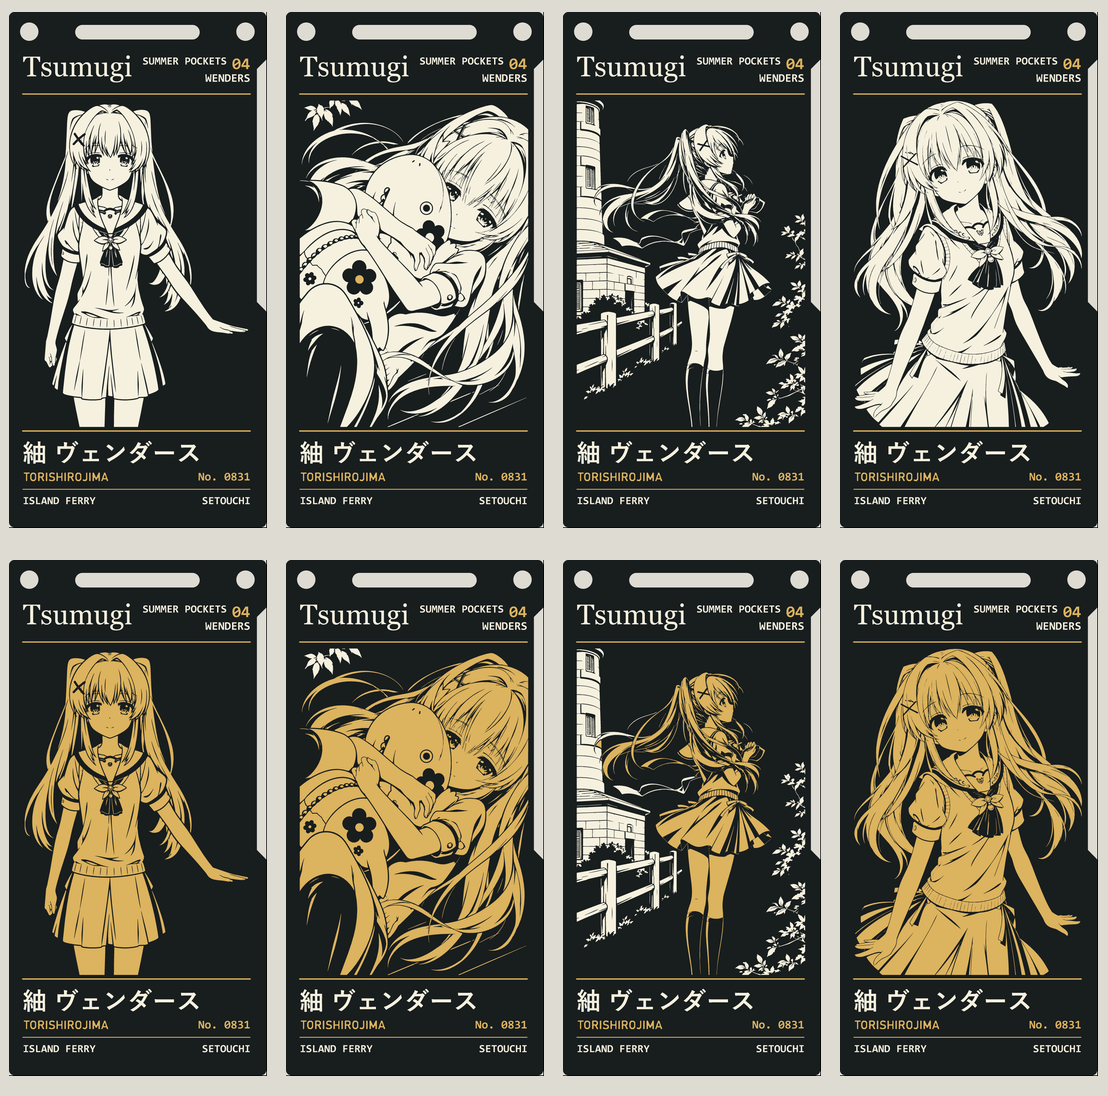 Tsumugi SUMMER POCKETS 04
WENDERS
紬 ヴェンダース
TORISHIROJIMA No. 0831
ISLAND FERRY SETOUCHI
Tsumugi SUMMER POCKETS 04
WENDERS
紬 ヴェンダース
TORISHIROJIMA No. 0831
ISLAND FERRY SETOUCHI
Tsumugi SUMMER POCKETS 04
WENDERS
紬 ヴェンダース
TORISHIROJIMA No. 0831
ISLAND FERRY SETOUCHI
Tsumugi SUMMER POCKETS 04
WENDERS
紬 ヴェンダース
TORISHIROJIMA No. 0831
ISLAND FERRY SETOUCHI
Tsumugi SUMMER POCKETS 04
WENDERS
紬 ヴェンダース
TORISHIROJIMA No. 0831
ISLAND FERRY SETOUCHI
Tsumugi SUMMER POCKETS 04
WENDERS
紬 ヴェンダース
TORISHIROJIMA No. 0831
ISLAND FERRY SETOUCHI
Tsumugi SUMMER POCKETS 04
WENDERS
紬 ヴェンダース
TORISHIROJIMA No. 0831
ISLAND FERRY SETOUCHI
Tsumugi SUMMER POCKETS 04
WENDERS
紬 ヴェンダース
TORISHIROJIMA No. 0831
ISLAND FERRY SETOUCHI